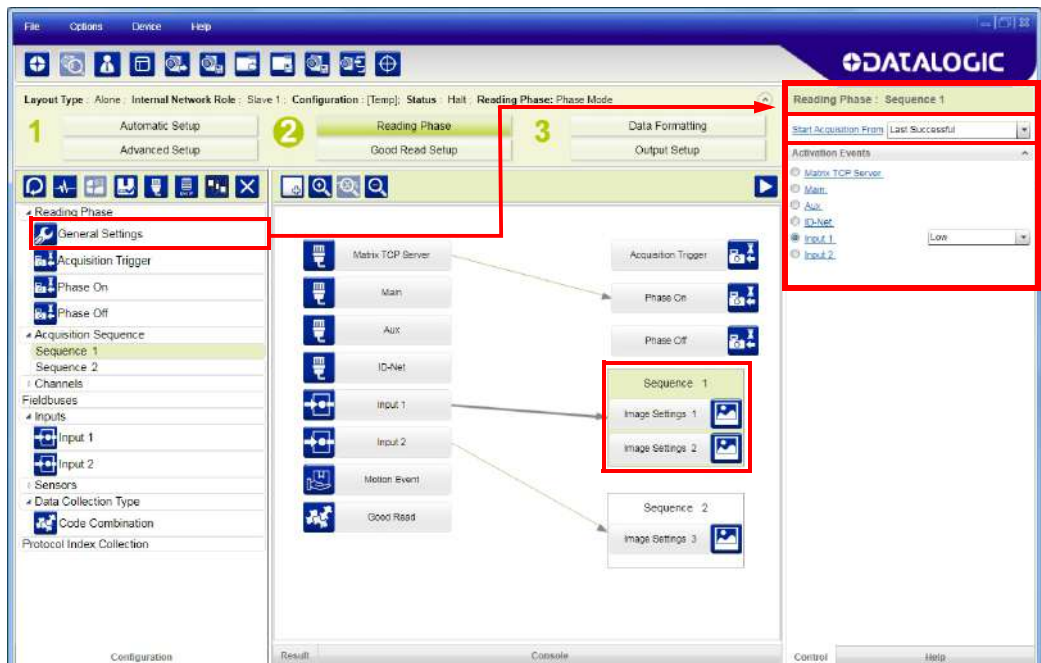 File Options Device Help
DATALOGIC
Layout Type : Alone ; Internal Network Role : Slave 1 ; Configuration : [Temp]; Status : Halt ; Reading Phase: Phase Mode
1 Automatic Setup 2 Reading Phase 3 Data Formatting
Advanced Setup Good Read Setup Output Setup
Reading Phase
General Settings
Acquisition Trigger
Phase On
Phase Off
Acquisition Sequence
Sequence 1
Sequence 2
Channels
Fieldbuses
Inputs
Input 1
Input 2
Sensors
Data Collection Type
Code Combination
Protocol Index Collection
Configuration
Matrix TCP Server
Main
Aux
ID-Net
Input 1
Input 2
Motion Event
Good Read
Acquisition Trigger
Phase On
Phase Off
Sequence 1
Image Settings 1
Image Settings 2
Sequence 2
Image Settings 3
Result Console
Reading Phase : Sequence 1
Start Acquisition From Last Successful
Activation Events
Matrix TCP Server
Main
Aux
ID-Net
Input 1 Low
Input 2
Control Help